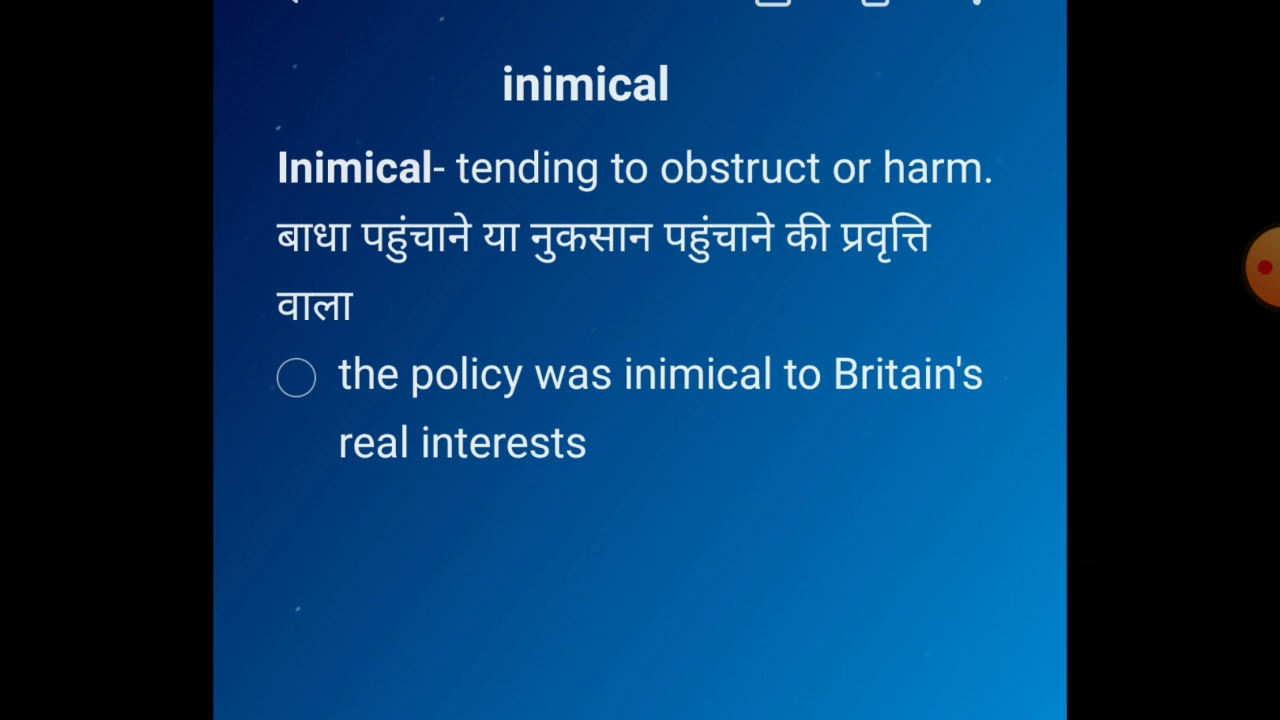 inimical
Inimical- tending to obstruct or harm.
बाधा पहुंचाने या नुकसान पहुंचाने की प्रवृत्ति
वाला
the policy was inimical to Britain's
real interests